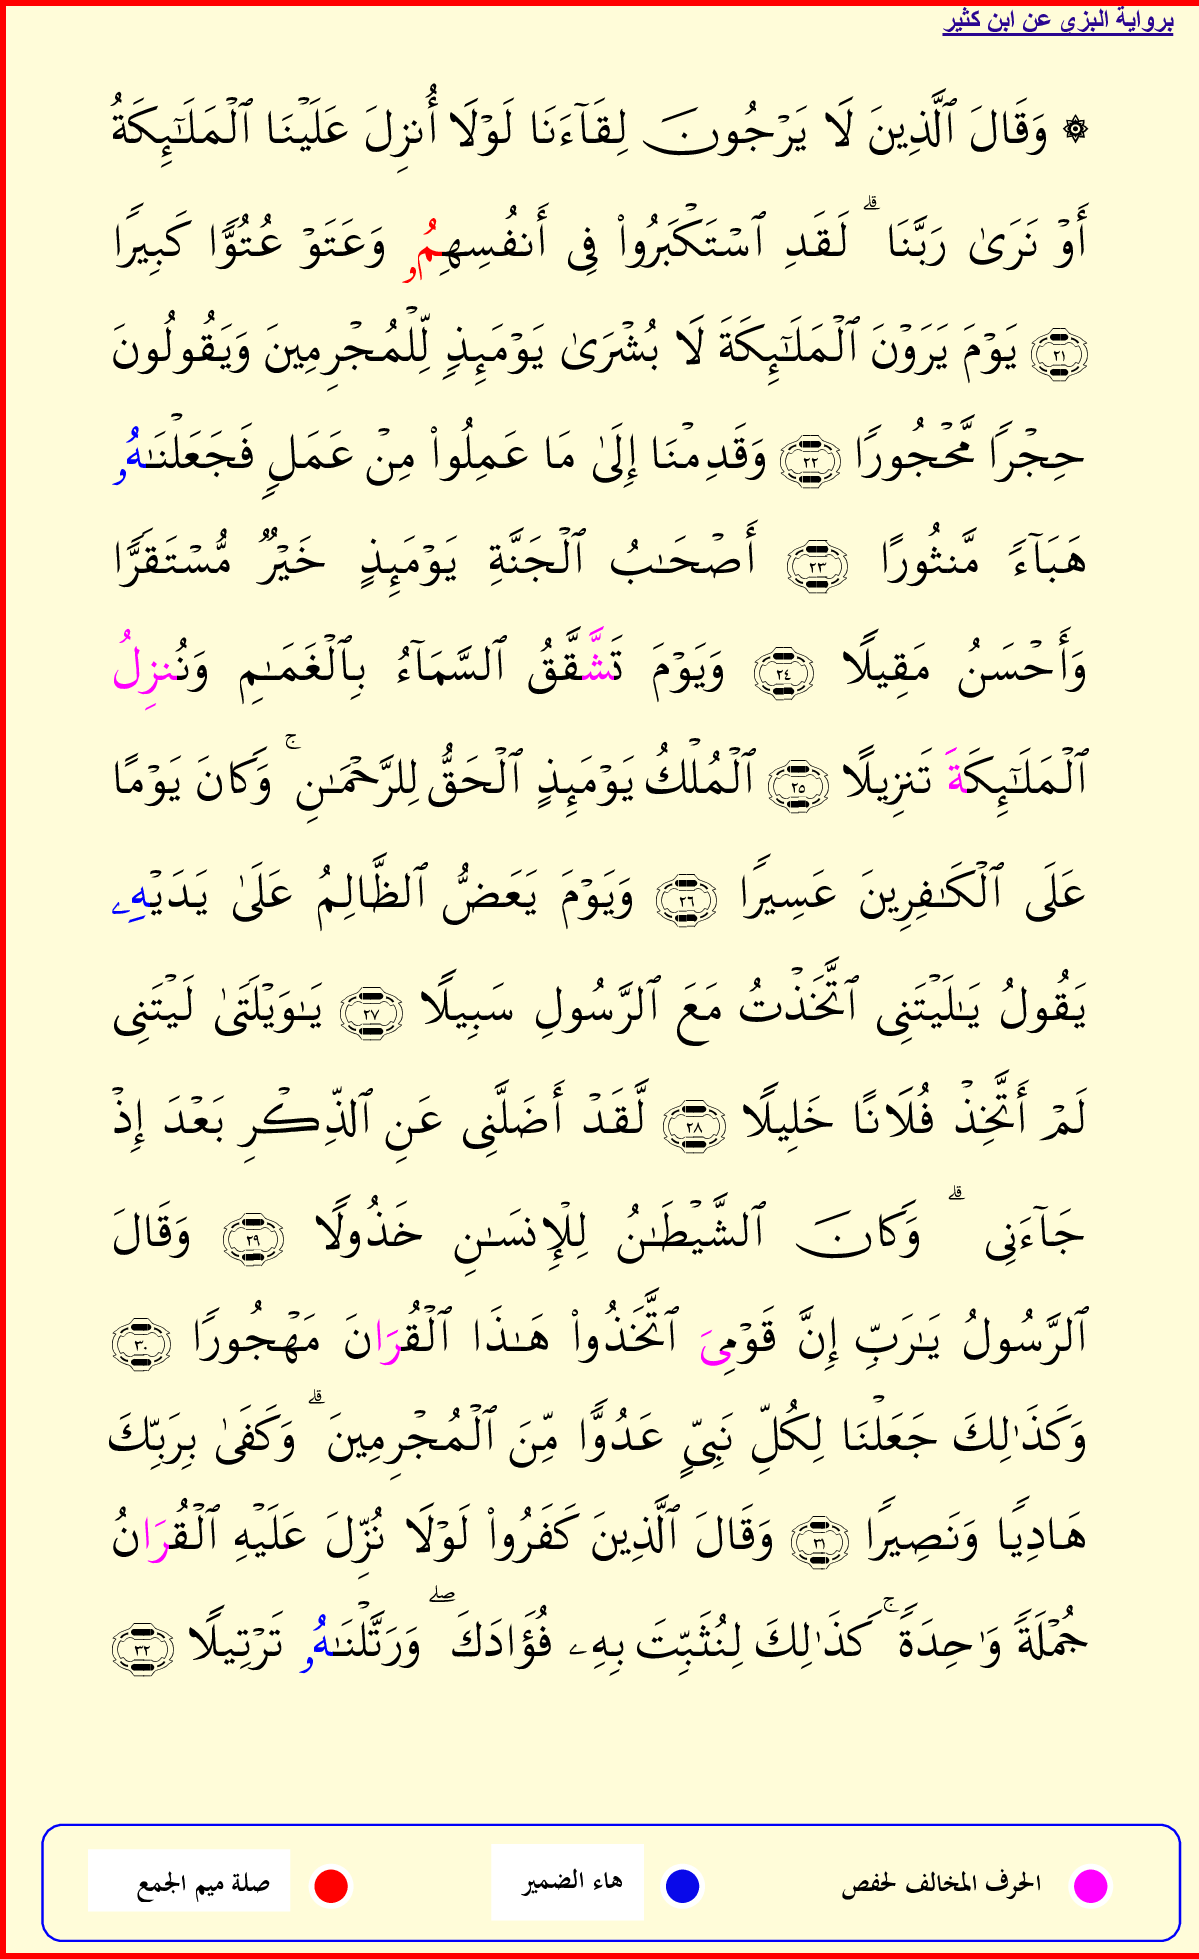 برواية البزي عن ابن كثير
۞ وَقَالَ ٱلَّذِينَ لَا يَرۡجُونَ لِقَآءَنَا لَوۡلَآ أُنزِلَ عَلَيۡنَا ٱلۡمَلَـٰٓئِكَةُ
أَوۡ نَرَىٰ رَبَّنَا ۗ لَقَدِ ٱسۡتَكۡبَرُواْ فِىٓ أَنفُسِهِمُۥ وَعَتَوۡ عُتُوًّا كَبِيرًا
٢١ يَوۡمَ يَرَوۡنَ ٱلۡمَلَـٰٓئِكَةَ لَا بُشۡرَىٰ يَوۡمَئِذٍ لِّلۡمُجۡرِمِينَ وَيَقُولُونَ
حِجۡرًا مَّحۡجُورًا ٢٢ وَقَدِمۡنَا إِلَىٰ مَا عَمِلُواْ مِنۡ عَمَلٍ فَجَعَلۡنَـٰهُۥ
هَبَآءً مَّنثُورًا ٢٣ أَصۡحَـٰبُ ٱلۡجَنَّةِ يَوۡمَئِذٍ خَيۡرٌ مُّسۡتَقَرًّا
وَأَحۡسَنُ مَقِيلًا ٢٤ وَيَوۡمَ تَشَّقَّقُ ٱلسَّمَآءُ بِٱلۡغَمَـٰمِ وَنُنزِلُ
ٱلۡمَلَـٰٓئِكَةَ تَنزِيلًا ٢٥ ٱلۡمُلۡكُ يَوۡمَئِذٍ ٱلۡحَقُّ لِلرَّحۡمَـٰنِ ۚ وَكَانَ يَوۡمًا
عَلَى ٱلۡكَـٰفِرِينَ عَسِيرًا ٢٦ وَيَوۡمَ يَعَضُّ ٱلظَّالِمُ عَلَىٰ يَدَيۡهِۦ
يَقُولُ يَـٰلَيۡتَنِى ٱتَّخَذۡتُ مَعَ ٱلرَّسُولِ سَبِيلًا ٢٧ يَـٰوَيۡلَتَىٰ لَيۡتَنِى
لَمۡ أَتَّخِذۡ فُلَانًا خَلِيلًا ٢٨ لَّقَدۡ أَضَلَّنِى عَنِ ٱلذِّكۡرِ بَعۡدَ إِذۡ
جَآءَنِى ۗ وَكَانَ ٱلشَّيۡطَـٰنُ لِلۡإِنسَـٰنِ خَذُولًا ٢٩ وَقَالَ
ٱلرَّسُولُ يَـٰرَبِّ إِنَّ قَوۡمِىَ ٱتَّخَذُواْ هَـٰذَا ٱلۡقُرَانَ مَهۡجُورًا ٣٠
وَكَذَٰلِكَ جَعَلۡنَا لِكُلِّ نَبِىٍّ عَدُوًّا مِّنَ ٱلۡمُجۡرِمِينَ ۗ وَكَفَىٰ بِرَبِّكَ
هَادِيًا وَنَصِيرًا ٣١ وَقَالَ ٱلَّذِينَ كَفَرُواْ لَوۡلَا نُزِّلَ عَلَيۡهِ ٱلۡقُرَانُ
جُمۡلَةً وَٰحِدَةً ۚ كَذَٰلِكَ لِنُثَبِّتَ بِهِۦ فُؤَادَكَ ۖ وَرَتَّلۡنَـٰهُۥ تَرۡتِيلًا ٣٢
الحرف المخالف لحفص هاء الضمير صلة ميم الجمع